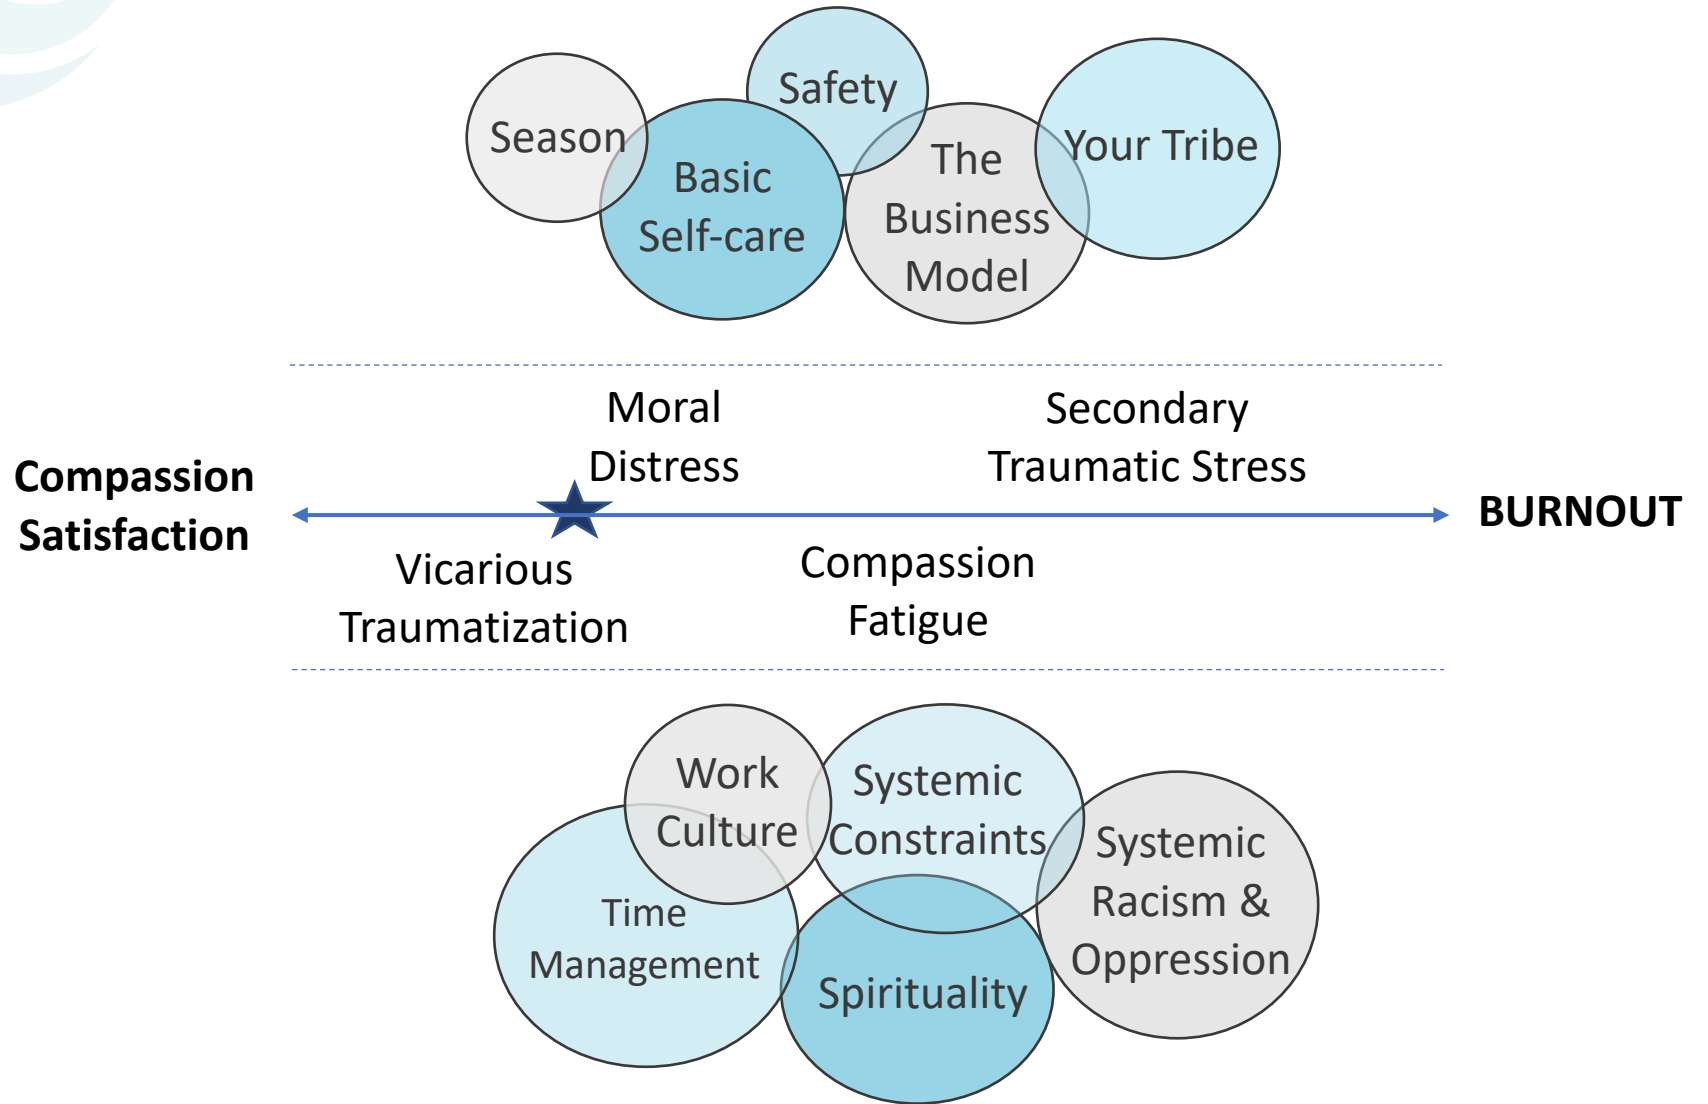 Season
Basic
Self-care
Safety
The
Business
Model
Your Tribe
Moral
Distress
Secondary
Traumatic Stress
Compassion
Satisfaction
BURNOUT
Vicarious
Traumatization
Compassion
Fatigue
Work
Culture
Systemic
Constraints
Systemic
Racism &
Oppression
Time
Management
Spirituality